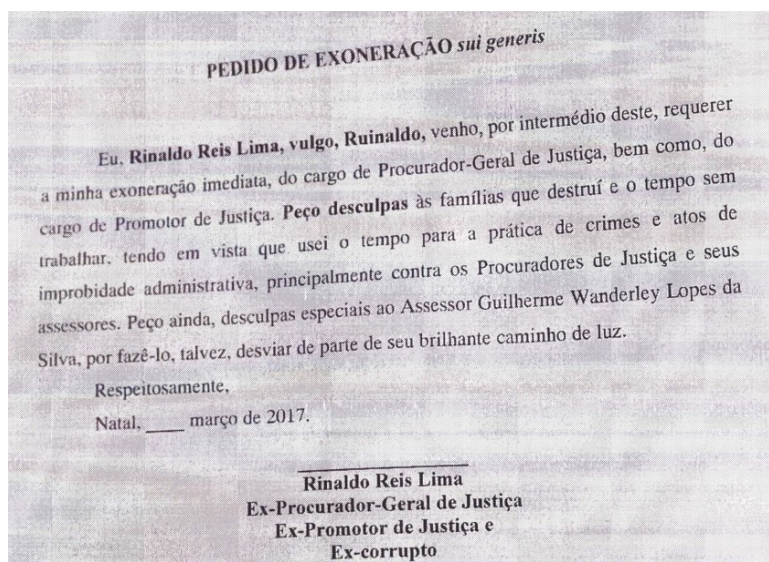 PEDIDO DE EXONERAÇÃO sui generis
Eu, Rinaldo Reis Lima, vulgo, Ruinaldo, venho, por intermédio deste, requerer
a minha exoneração imediata, do cargo de Procurador-Geral de Justiça, bem como, do
cargo de Promotor de Justiça. Peço desculpas às famílias que destruí e o tempo sem
trabalhar, tendo em vista que usei o tempo para a prática de crimes e atos de
improbidade administrativa, principalmente contra os Procuradores de Justiça e seus
assessores. Peço ainda, desculpas especiais ao Assessor Guilherme Wanderley Lopes da
Silva, por fazê-lo, talvez, desviar de parte de seu brilhante caminho de luz.
Respeitosamente,
Natal, ____ março de 2017.
Rinaldo Reis Lima
Ex-Procurador-Geral de Justiça
Ex-Promotor de Justiça e
Ex-corrupto